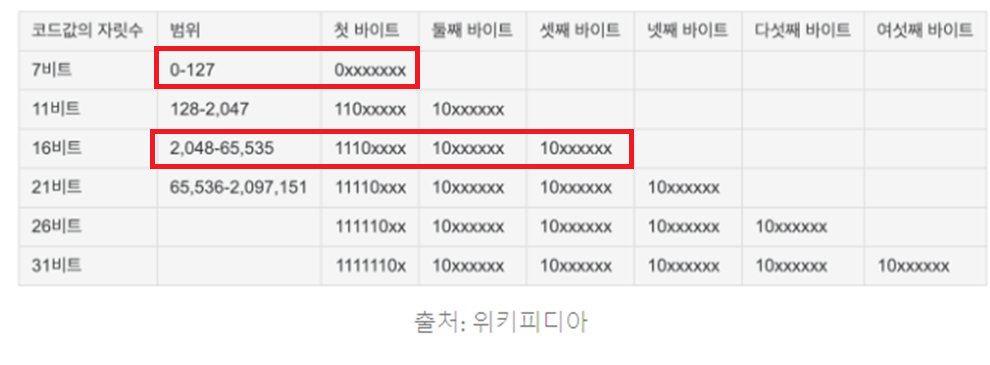 코드값의 자릿수 범위 첫 바이트 둘째 바이트 셋째 바이트 넷째 바이트 다섯째 바이트 여섯째 바이트
7비트 0-127 0xxxxxxx
11비트 128-2,047 110xxxxx 10xxxxxx
16비트 2,048-65,535 1110xxxx 10xxxxxx 10xxxxxx
21비트 65,536-2,097,151 11110xxx 10xxxxxx 10xxxxxx 10xxxxxx
26비트 111110xx 10xxxxxx 10xxxxxx 10xxxxxx 10xxxxxx
31비트 1111110x 10xxxxxx 10xxxxxx 10xxxxxx 10xxxxxx 10xxxxxx
출처: 위키피디아